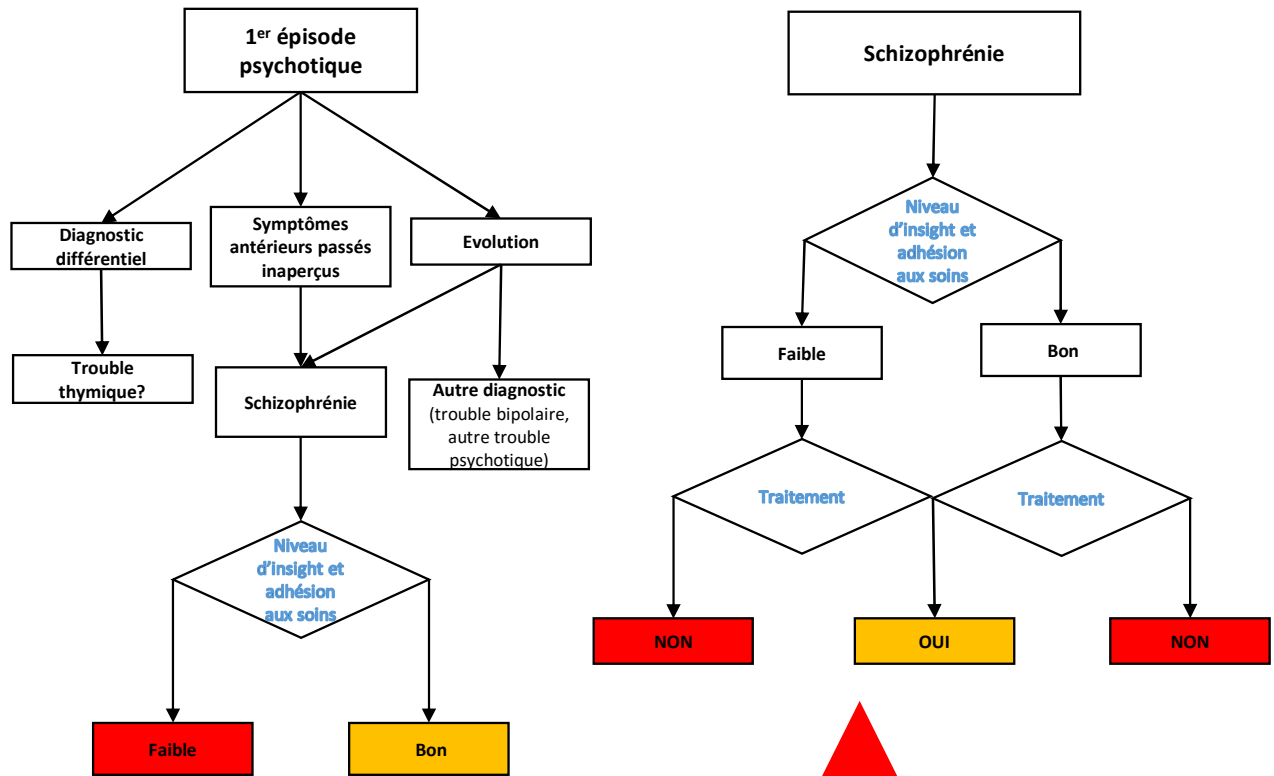 1er épisode
psychotique
Diagnostic
différentiel
Symptômes
antérieurs passés
inaperçus
Evolution
Trouble
thymique?
Schizophrénie
Autre diagnostic
(trouble bipolaire,
autre trouble
psychotique)
Niveau
d’insight et
adhésion
aux soins
Faible
Bon
Schizophrénie
Niveau
d’insight et
adhésion
aux soins
Faible
Bon
Traitement
Traitement
NON
OUI
NON